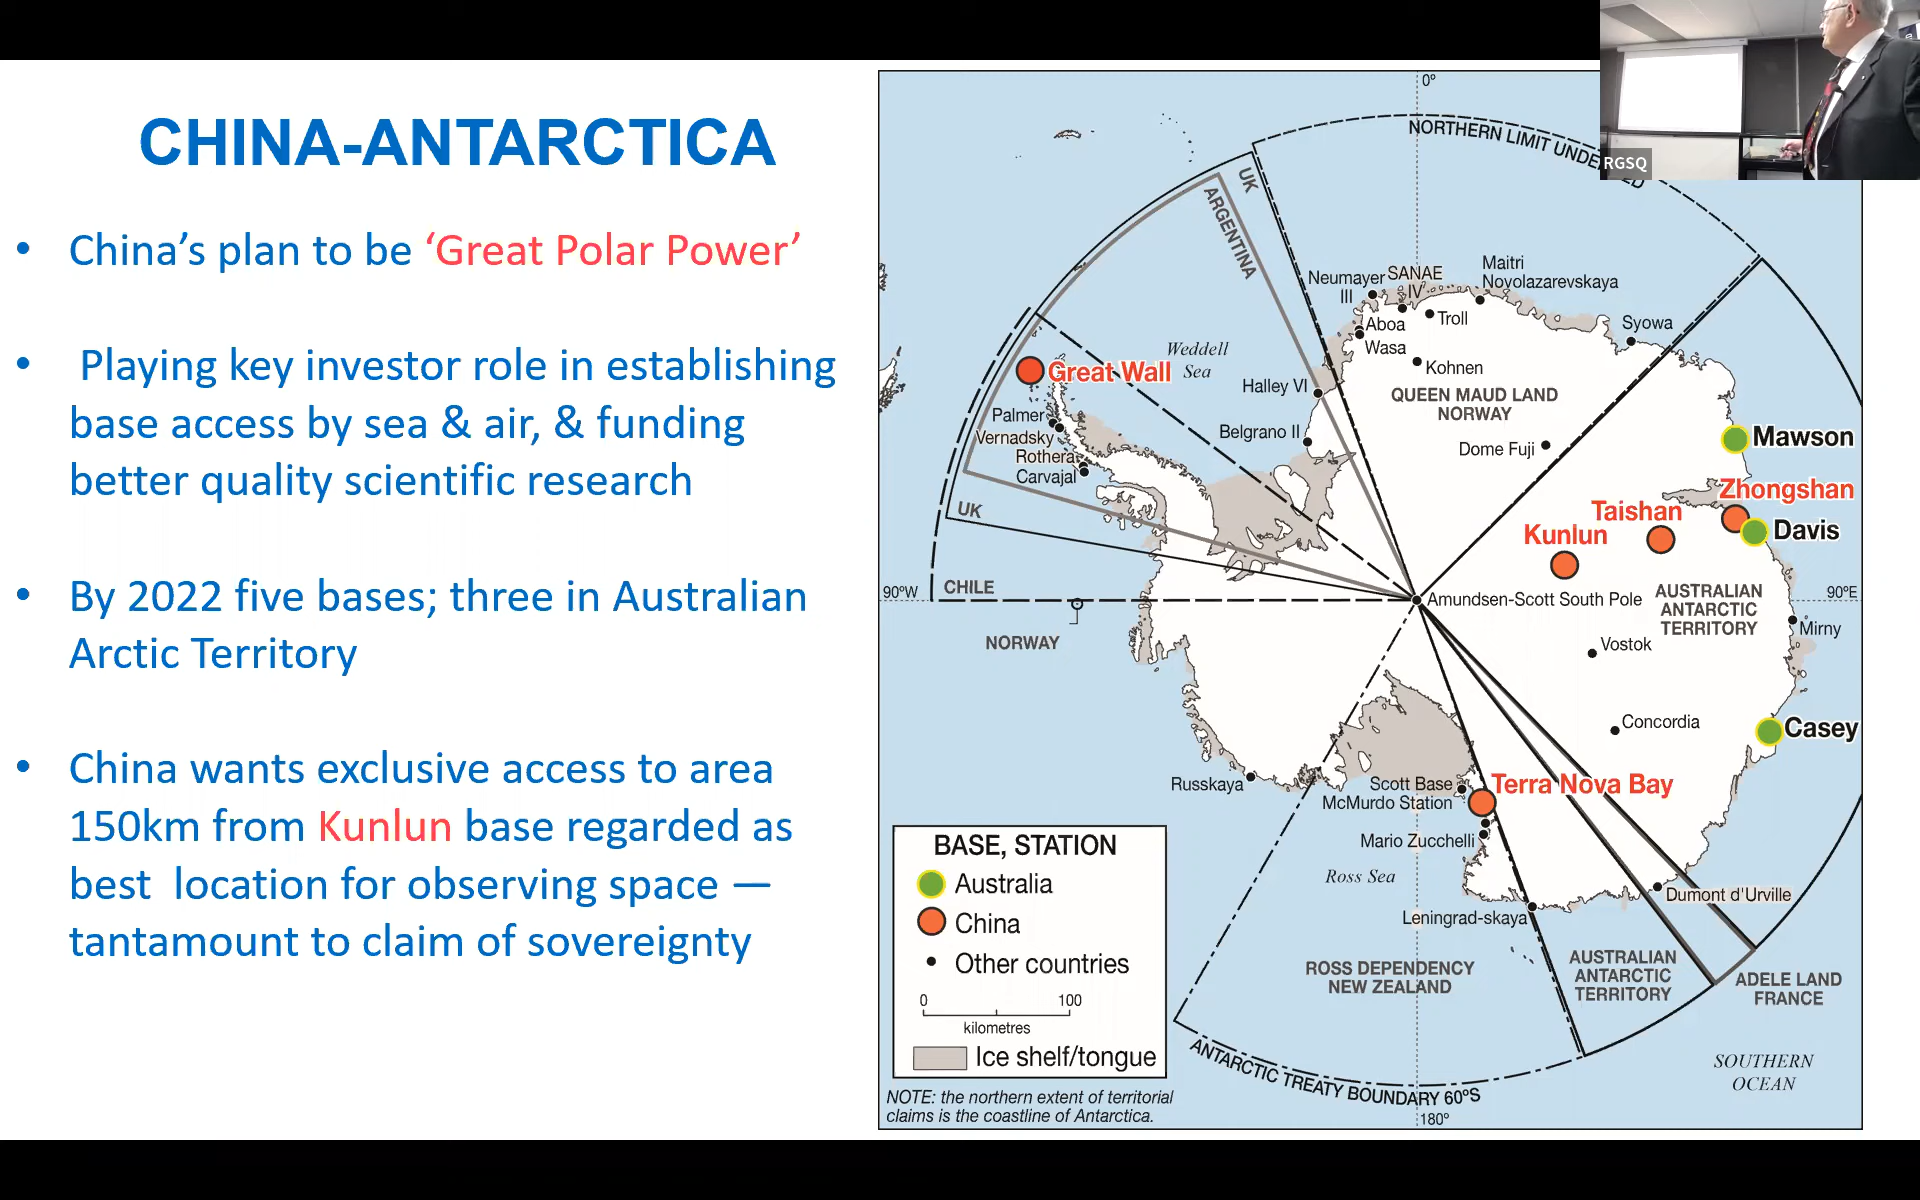 CHINA-ANTARCTICA
• China’s plan to be ‘Great Polar Power’
• Playing key investor role in establishing
base access by sea & air, & funding
better quality scientific research
• By 2022 five bases; three in Australian
Arctic Territory
• China wants exclusive access to area
150km from Kunlun base regarded as
best location for observing space —
tantamount to claim of sovereignty
0°
NORTHERN LIMIT
RGSQ
UK
ARGENTINA
Maitri
Novolazarevskaya
Neumayer
III
SANAE
IV
Troll
Aboa
Wasa
Syowa
Weddell
Sea
Great Wall
Kohnen
Halley VI
QUEEN MAUD LAND
NORWAY
Palmer
Vernadsky
Rothera
Carvajal
Belgrano II
Dome Fuji
Mawson
Zhongshan
Taishan
Kunlun
Davis
UK
CHILE
90°W
90°E
Amundsen-Scott South Pole
AUSTRALIAN
ANTARCTIC
TERRITORY
Mirny
NORWAY
Vostok
Concordia
Casey
Russkaya
Scott Base
McMurdo Station
Terra Nova Bay
Mario Zucchelli
Ross Sea
Dumont d'Urville
Leningrad-skaya
ROSS DEPENDENCY
NEW ZEALAND
AUSTRALIAN
ANTARCTIC
TERRITORY
ADELE LAND
FRANCE
ANTARCTIC TREATY BOUNDARY 60°S
180°
SOUTHERN
OCEAN
BASE, STATION
Australia
China
Other countries
0 100
kilometres
Ice shelf/tongue
NOTE: the northern extent of territorial
claims is the coastline of Antarctica.